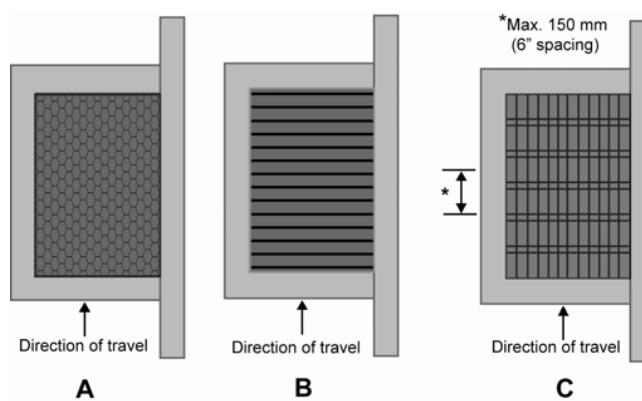 *Max. 150 mm
(6" spacing)
*
Direction of travel
Direction of travel
Direction of travel
A
B
C